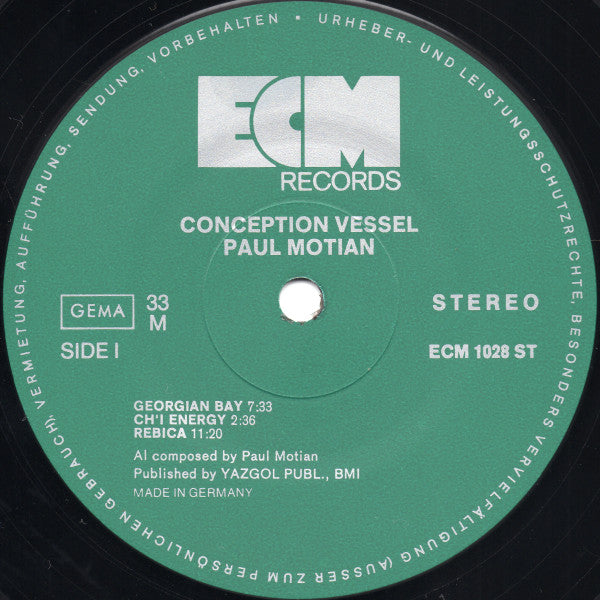 URHEBER- UND LEISTUNGSSCHUTZRECHTE, BESONDERS VERVIELFÄLTIGUNG (AUSSER ZUM PERSÖNLICHEN GEBRAUCH), VERMIETUNG, AUFFÜHRUNG, SENDUNG, VORBEHALTEN •
ECM
RECORDS
CONCEPTION VESSEL
PAUL MOTIAN
GEMA 33 STEREO
M
SIDE I ECM 1028 ST
GEORGIAN BAY 7:33
CH'I ENERGY 2:36
REBICA 11:20
Al composed by Paul Motian
Published by YAZGOL PUBL., BMI
MADE IN GERMANY